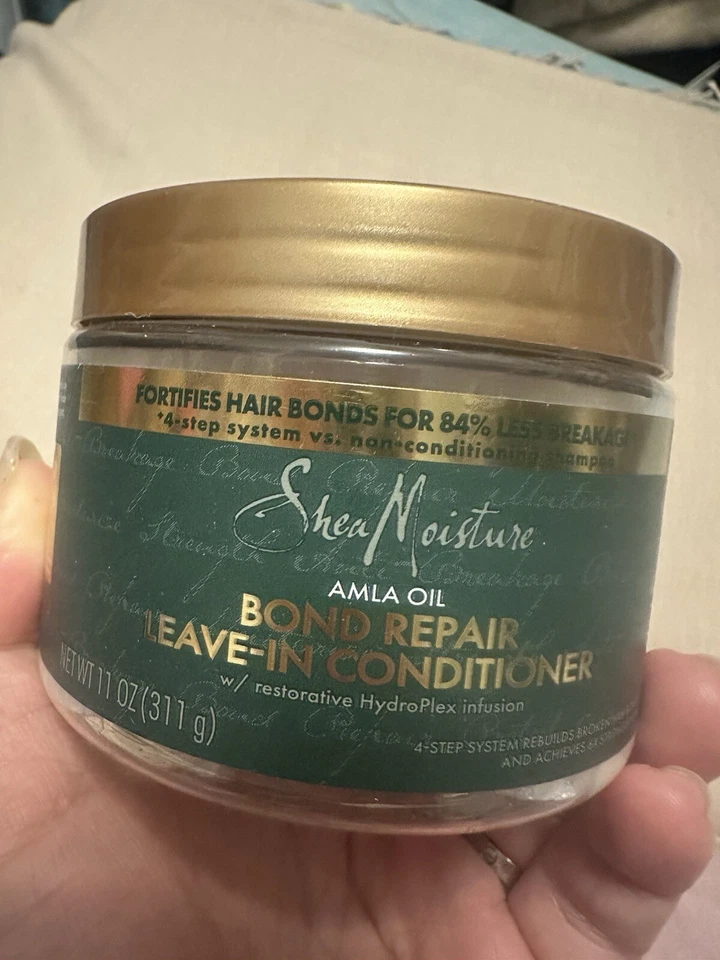 FORTIFIES HAIR BONDS FOR 84% LESS BREAKAGE
*4-step system vs. non-conditioning shampoo
SheaMoisture
AMLA OIL
BOND REPAIR
LEAVE-IN CONDITIONER
w/ restorative HydroPlex infusion
NET WT 11 OZ (311 g)
4-STEP SYSTEM REBUILDS BROKEN
AND ACHIEVES 6X